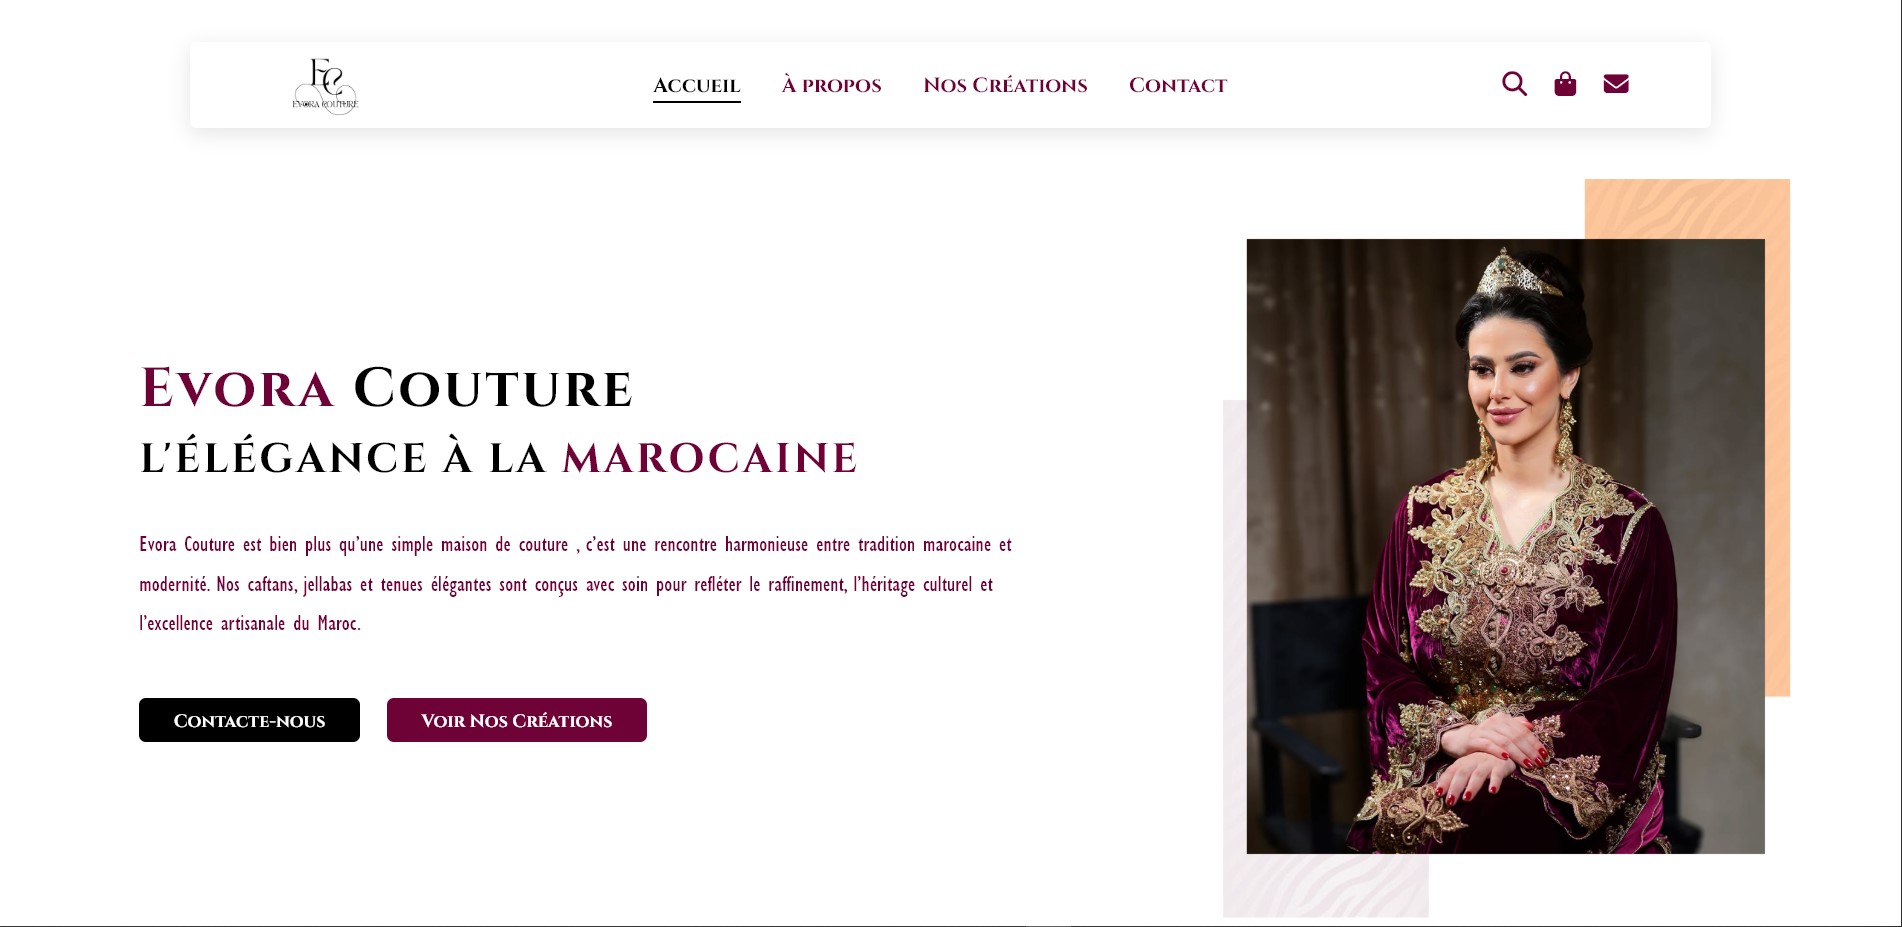 EC
EVORA COUTURE
Accueil
À propos
Nos Créations
Contact
Evora Couture
l'élégance à la marocaine
Evora Couture est bien plus qu’une simple maison de couture , c’est une rencontre harmonieuse entre tradition marocaine et
modernité. Nos caftans, jellabas et tenues élégantes sont conçus avec soin pour refléter le raffinement, l’héritage culturel et
l’excellence artisanale du Maroc.
Contacte-nous
Voir Nos Créations